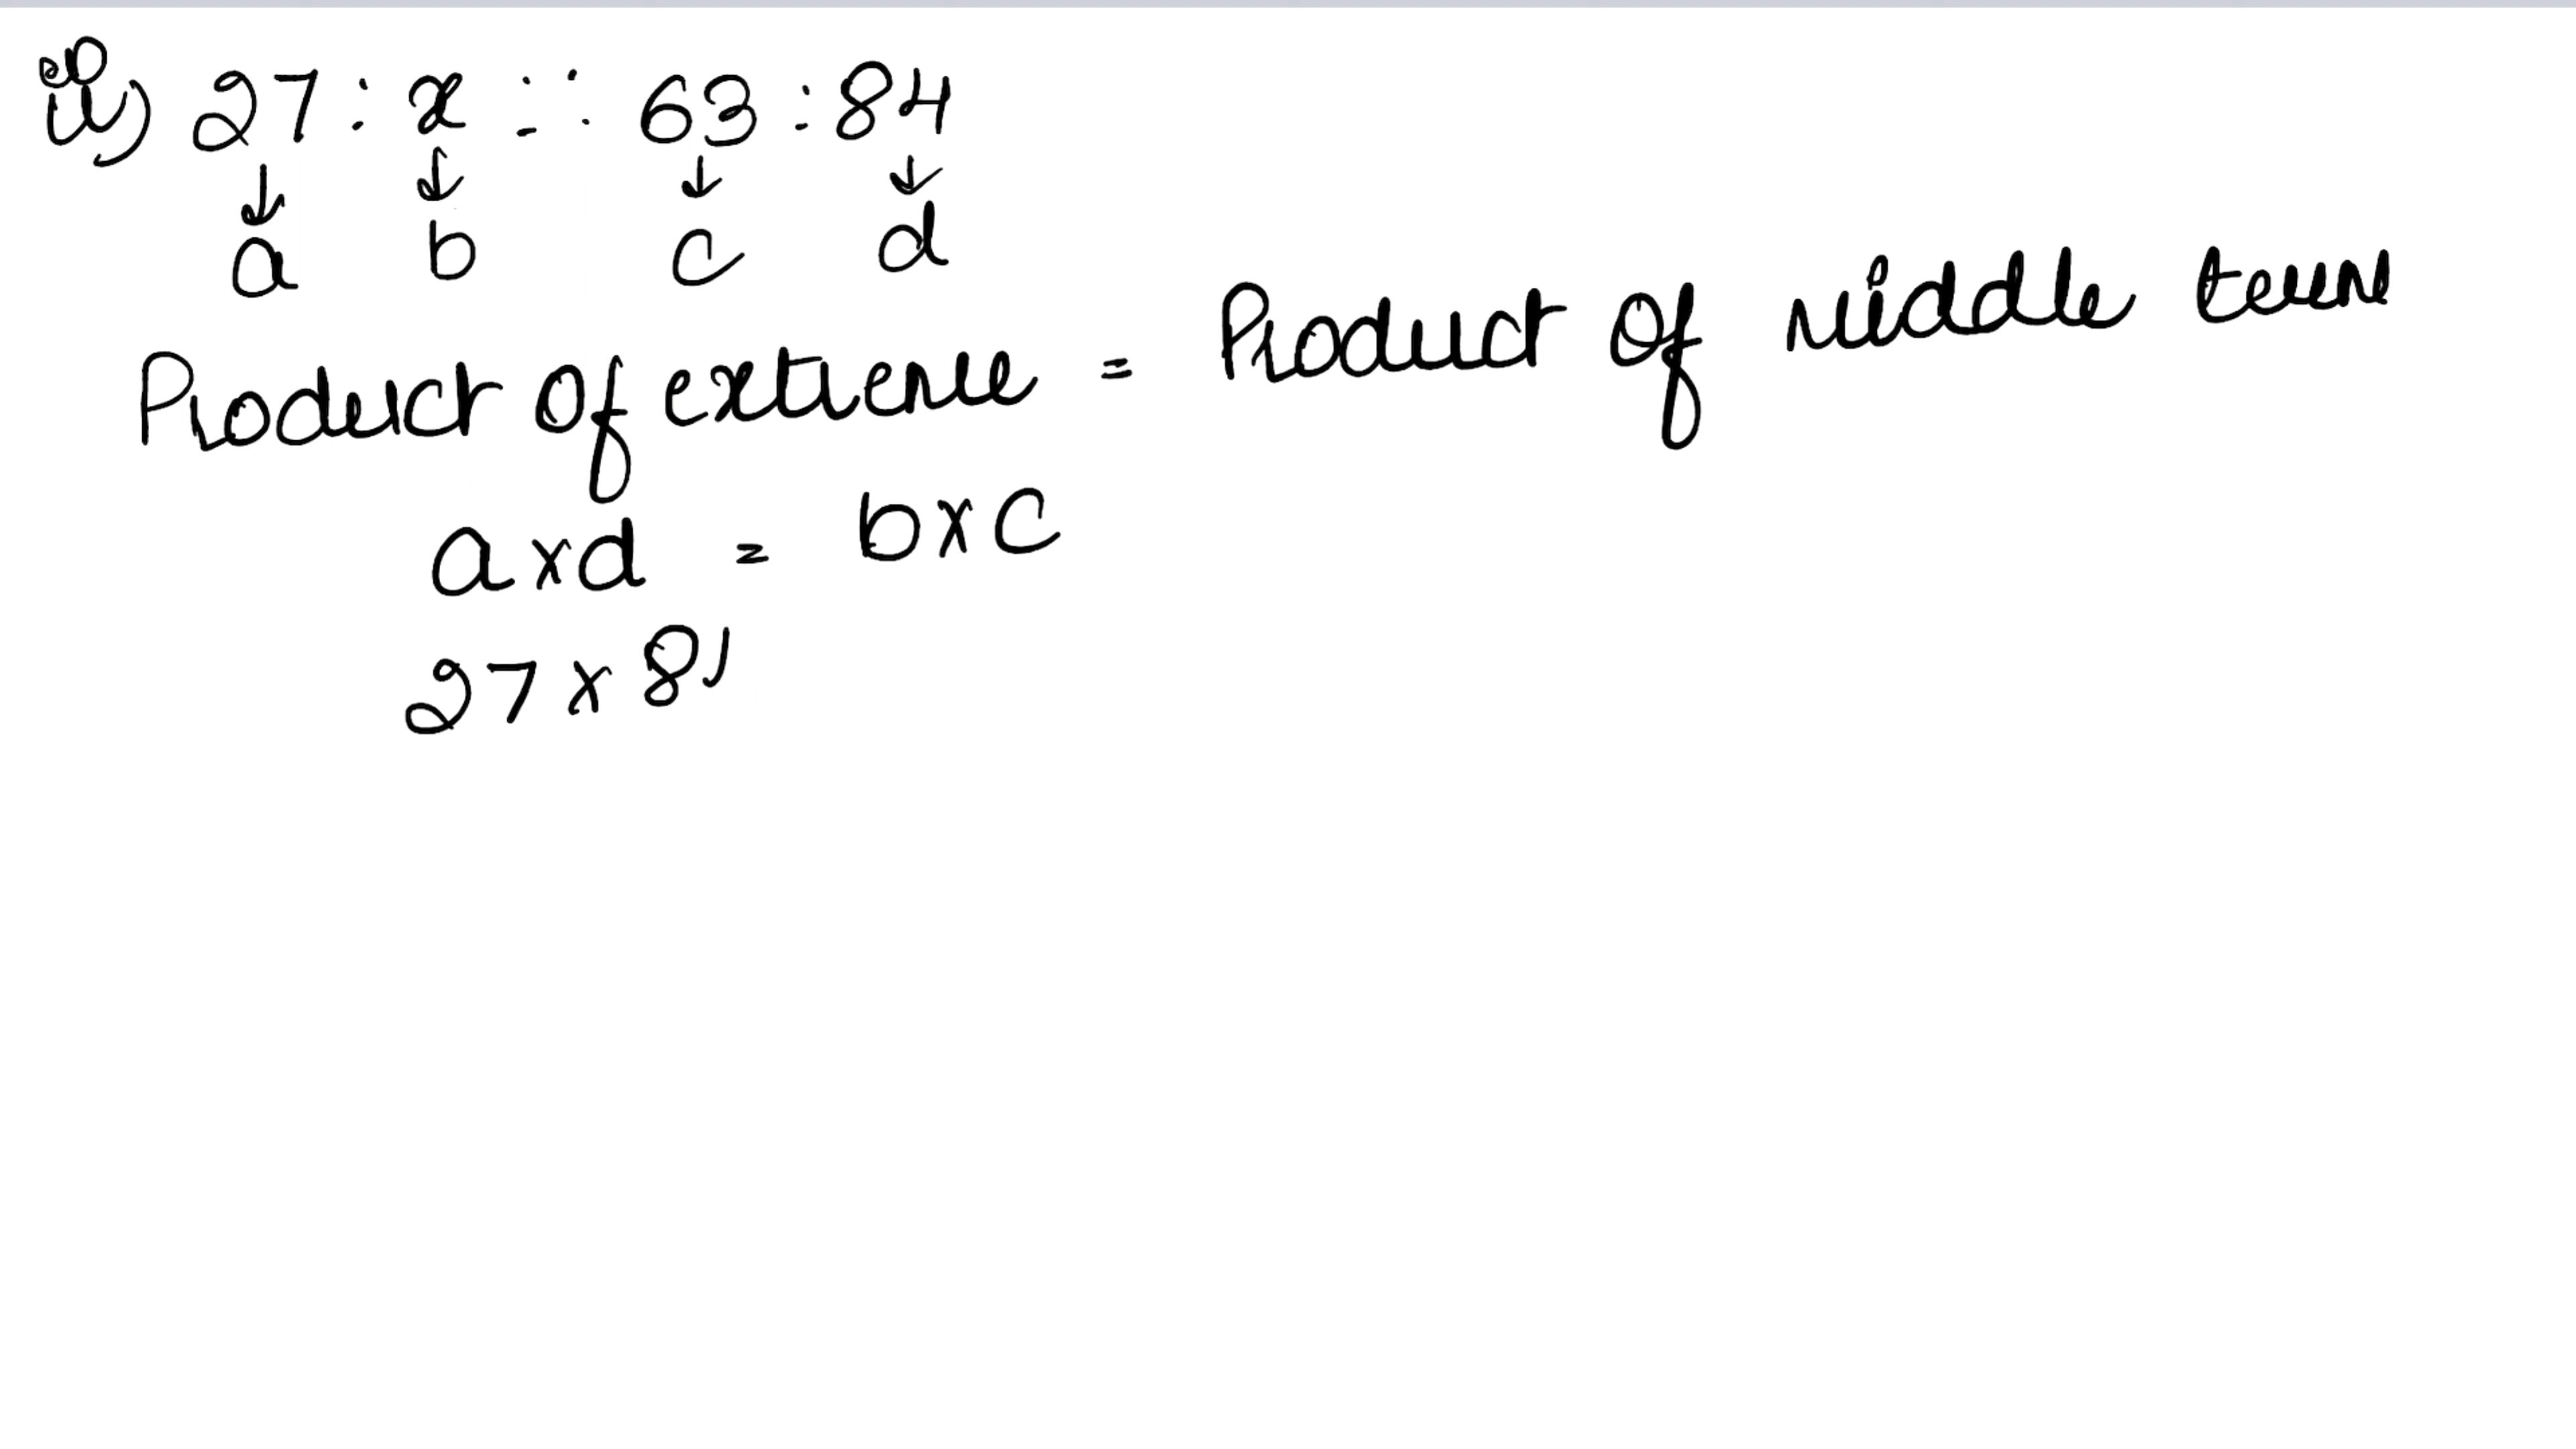 ii) 27 : x :: 63 : 84
↓ ↓ ↓ ↓
a b c d
Product of extreme = Product of middle term
a x d = b x c
27 x 8